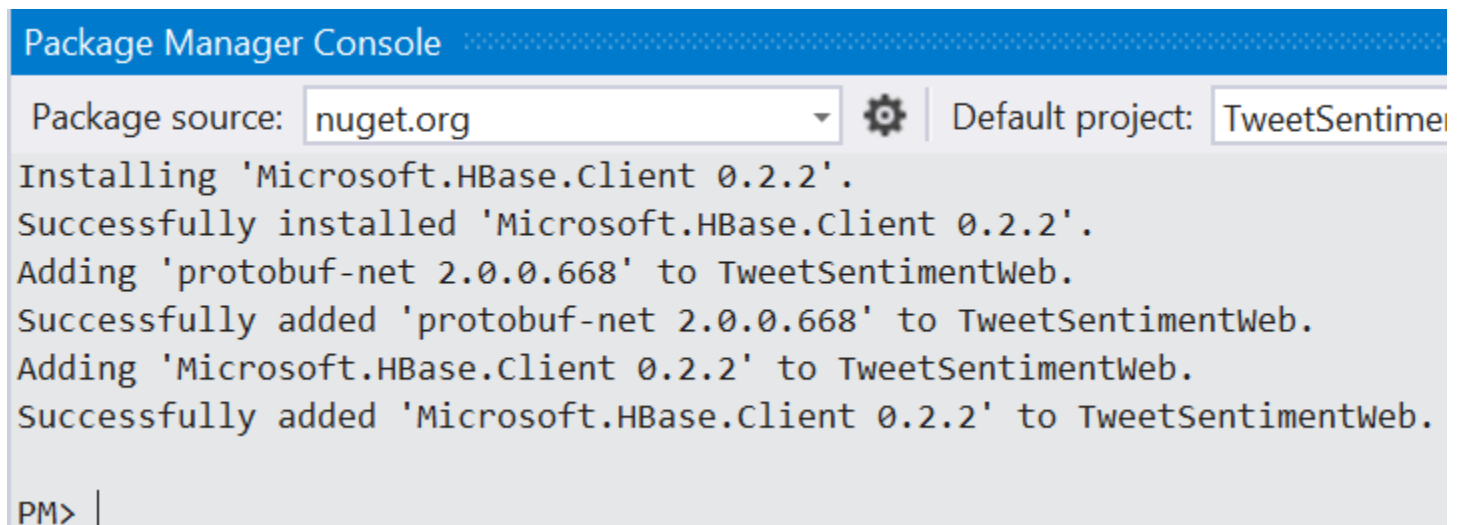 Package Manager Console
Package source: nuget.org Default project: TweetSentime
Installing 'Microsoft.HBase.Client 0.2.2'.
Successfully installed 'Microsoft.HBase.Client 0.2.2'.
Adding 'protobuf-net 2.0.0.668' to TweetSentimentWeb.
Successfully added 'protobuf-net 2.0.0.668' to TweetSentimentWeb.
Adding 'Microsoft.HBase.Client 0.2.2' to TweetSentimentWeb.
Successfully added 'Microsoft.HBase.Client 0.2.2' to TweetSentimentWeb.
PM>